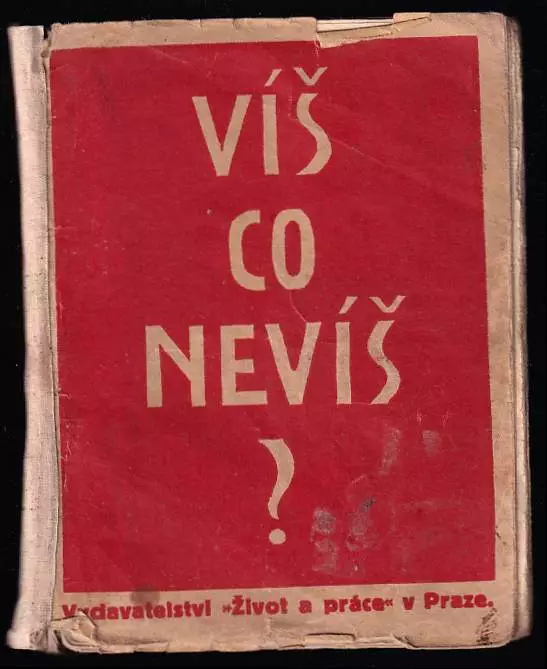 VÍŠ
CO
NEVÍŠ
?
Vydavatelství »Život a práce« v Praze.